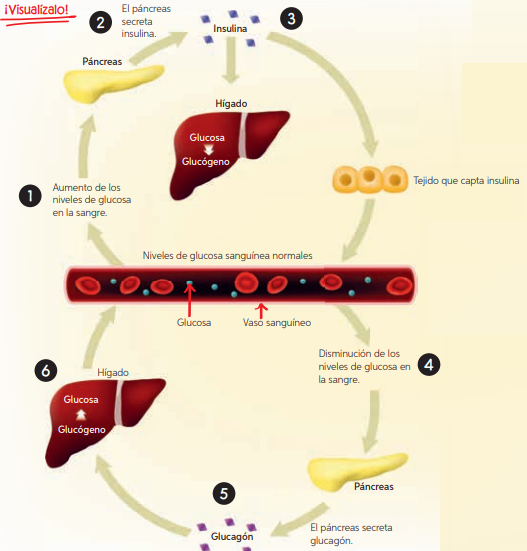 ¡Visualízalo!
2
El páncreas
secreta
insulina.
Insulina
3
Páncreas
Hígado
Glucosa
Glucógeno
1
Aumento de los
niveles de glucosa
en la sangre.
Tejido que capta insulina
Niveles de glucosa sanguínea normales
Glucosa
Vaso sanguíneo
Disminución de los
niveles de glucosa en
la sangre.
4
6
Hígado
Glucosa
Glucógeno
Páncreas
5
Glucagón
El páncreas secreta
glucagón.